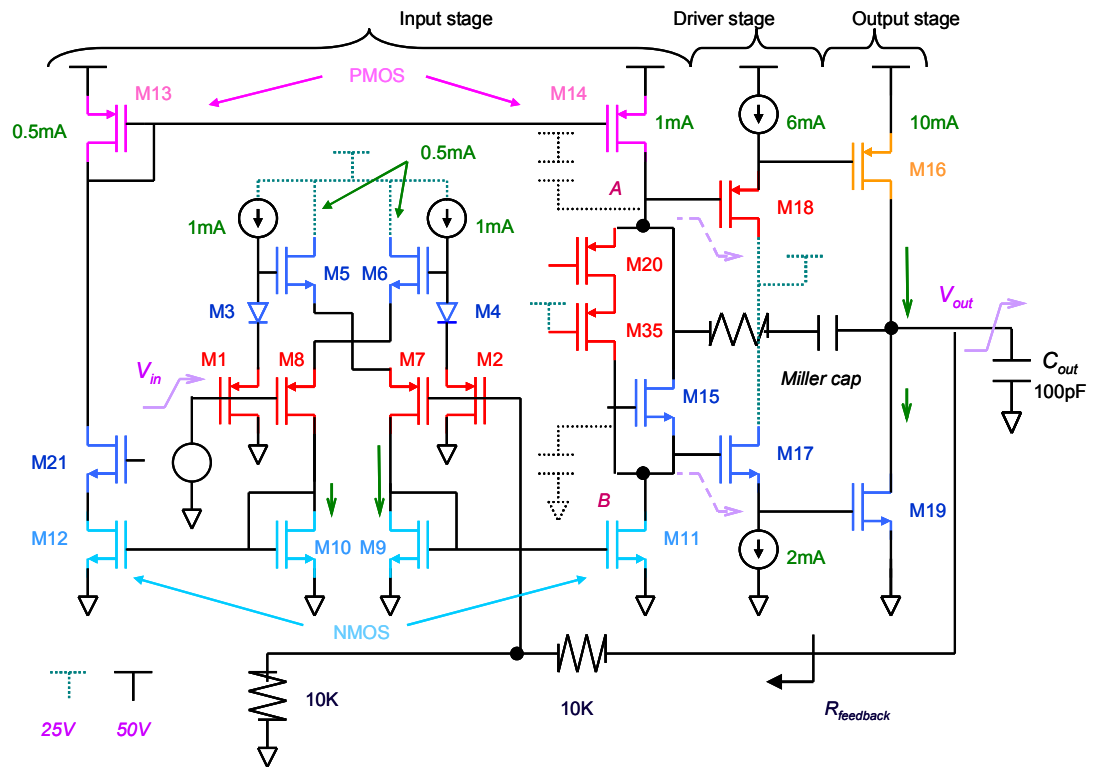 Input stage
Driver stage
Output stage
M13
PMOS
M14
0.5mA
1mA
6mA
10mA
0.5mA
M16
A
M18
1mA
1mA
M5
M6
M20
M3
M4
M35
V_out
V_in
M1
M8
M7
M2
Miller cap
C_out
100pF
M15
M21
M17
B
M12
M10
M9
M11
M19
2mA
NMOS
10K
10K
R_feedback
25V
50V